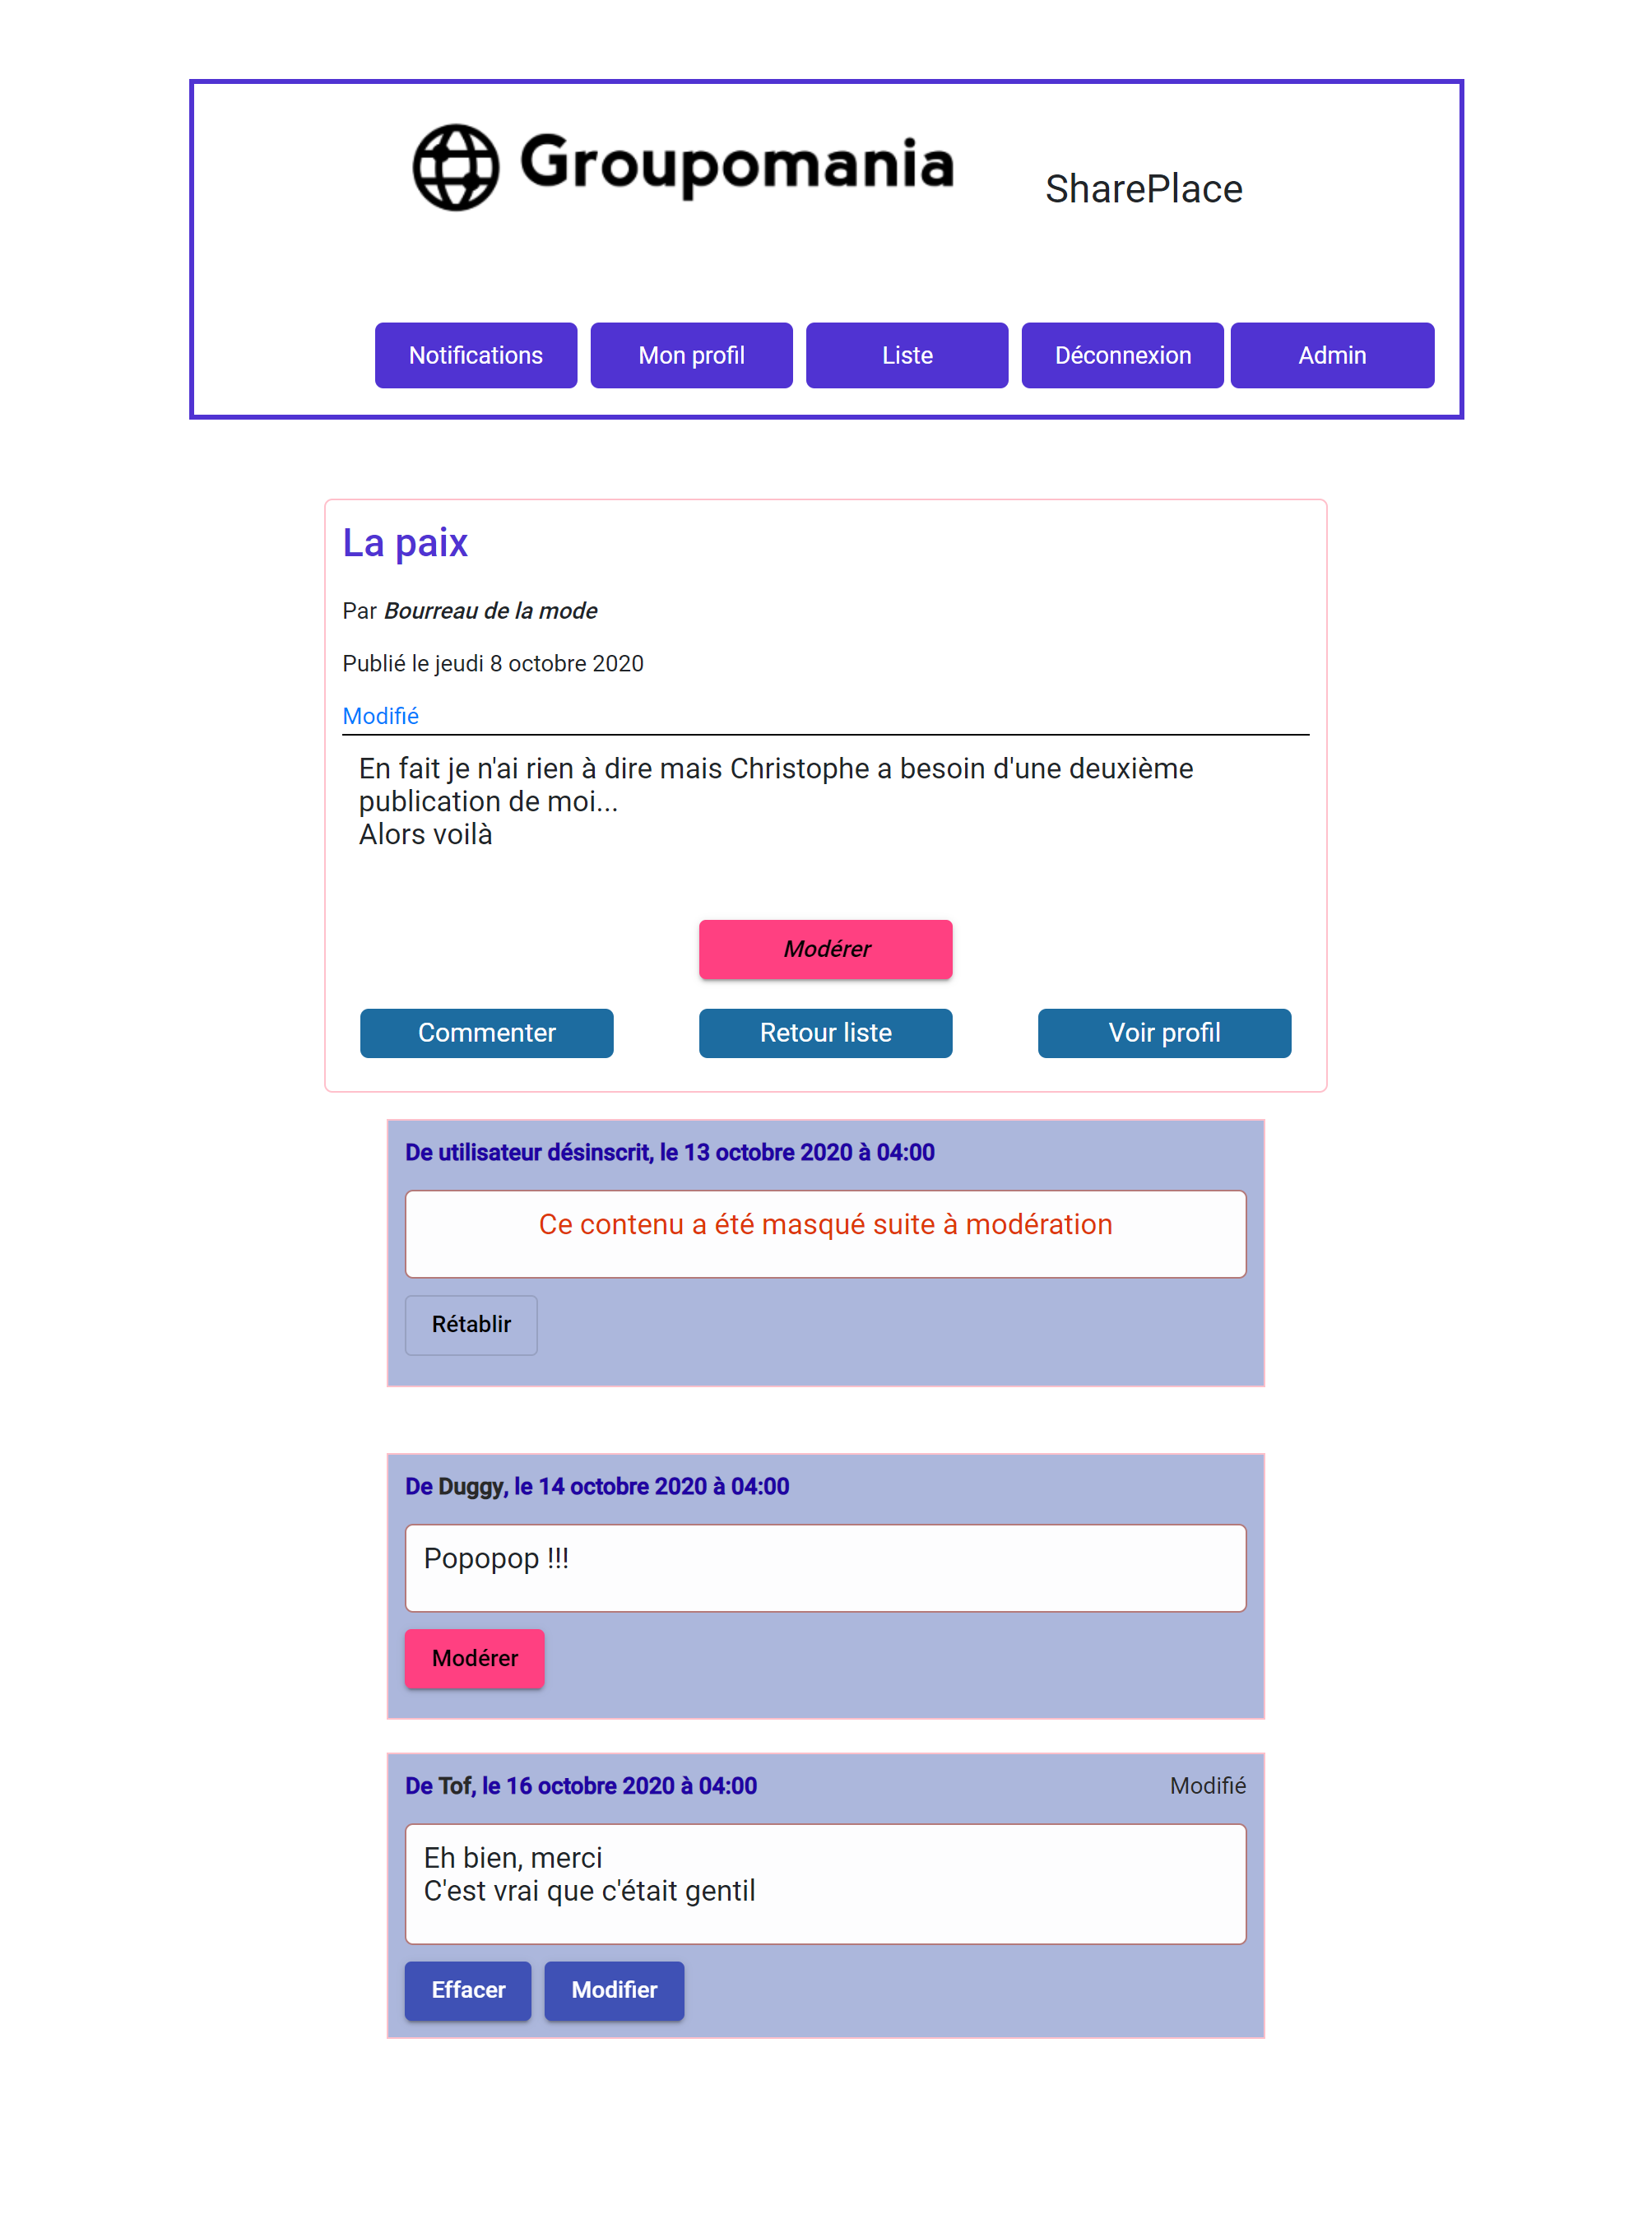 Groupomania
SharePlace
Notifications Mon profil Liste Déconnexion Admin
La paix
Par Bourreau de la mode
Publié le jeudi 8 octobre 2020
Modifié
En fait je n'ai rien à dire mais Christophe a besoin d'une deuxième
publication de moi...
Alors voilà
Modérer
Commenter Retour liste Voir profil
De utilisateur désinscrit, le 13 octobre 2020 à 04:00
Ce contenu a été masqué suite à modération
Rétablir
De Duggy, le 14 octobre 2020 à 04:00
Popopop !!!
Modérer
De Tof, le 16 octobre 2020 à 04:00 Modifié
Eh bien, merci
C'est vrai que c'était gentil
Effacer Modifier